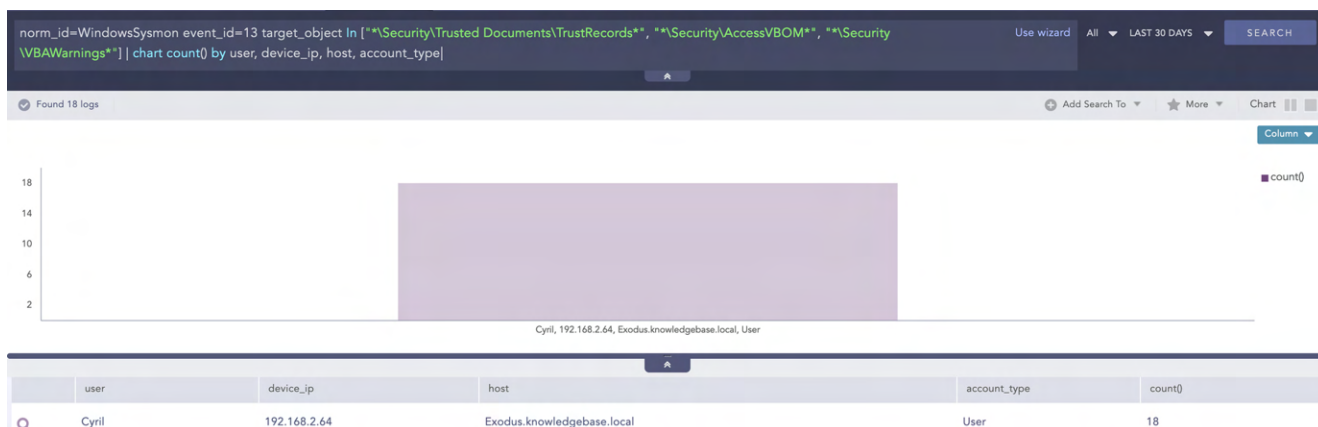 norm_id=WindowsSysmon event_id=13 target_object In ["*\Security\Trusted Documents\TrustRecords*", "*\Security\AccessVBOM*", "*\Security
\VBAWarnings*"] | chart count() by user, device_ip, host, account_type
Use wizard All LAST 30 DAYS SEARCH
Found 18 logs
Add Search To More Chart
Column
count()
18
14
10
6
2
Cyril, 192.168.2.64, Exodus.knowledgebase.local, User
user device_ip host account_type count()
Cyril 192.168.2.64 Exodus.knowledgebase.local User 18